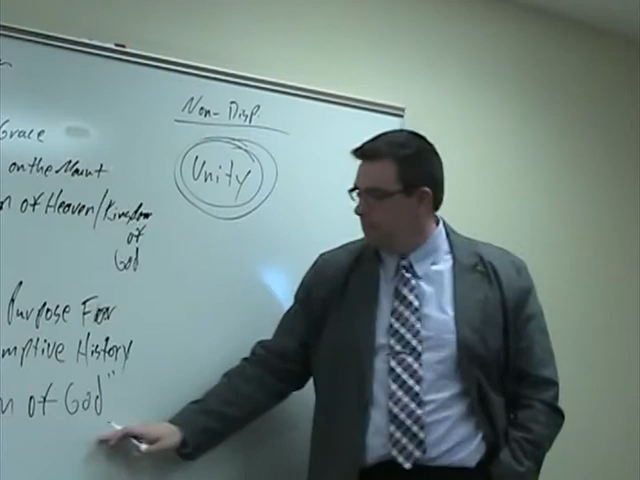 Non-Disp.
Unity
Grace
on the Mount
of Heaven/Kingdom
of
God
Purpose For
mptive History
of God"